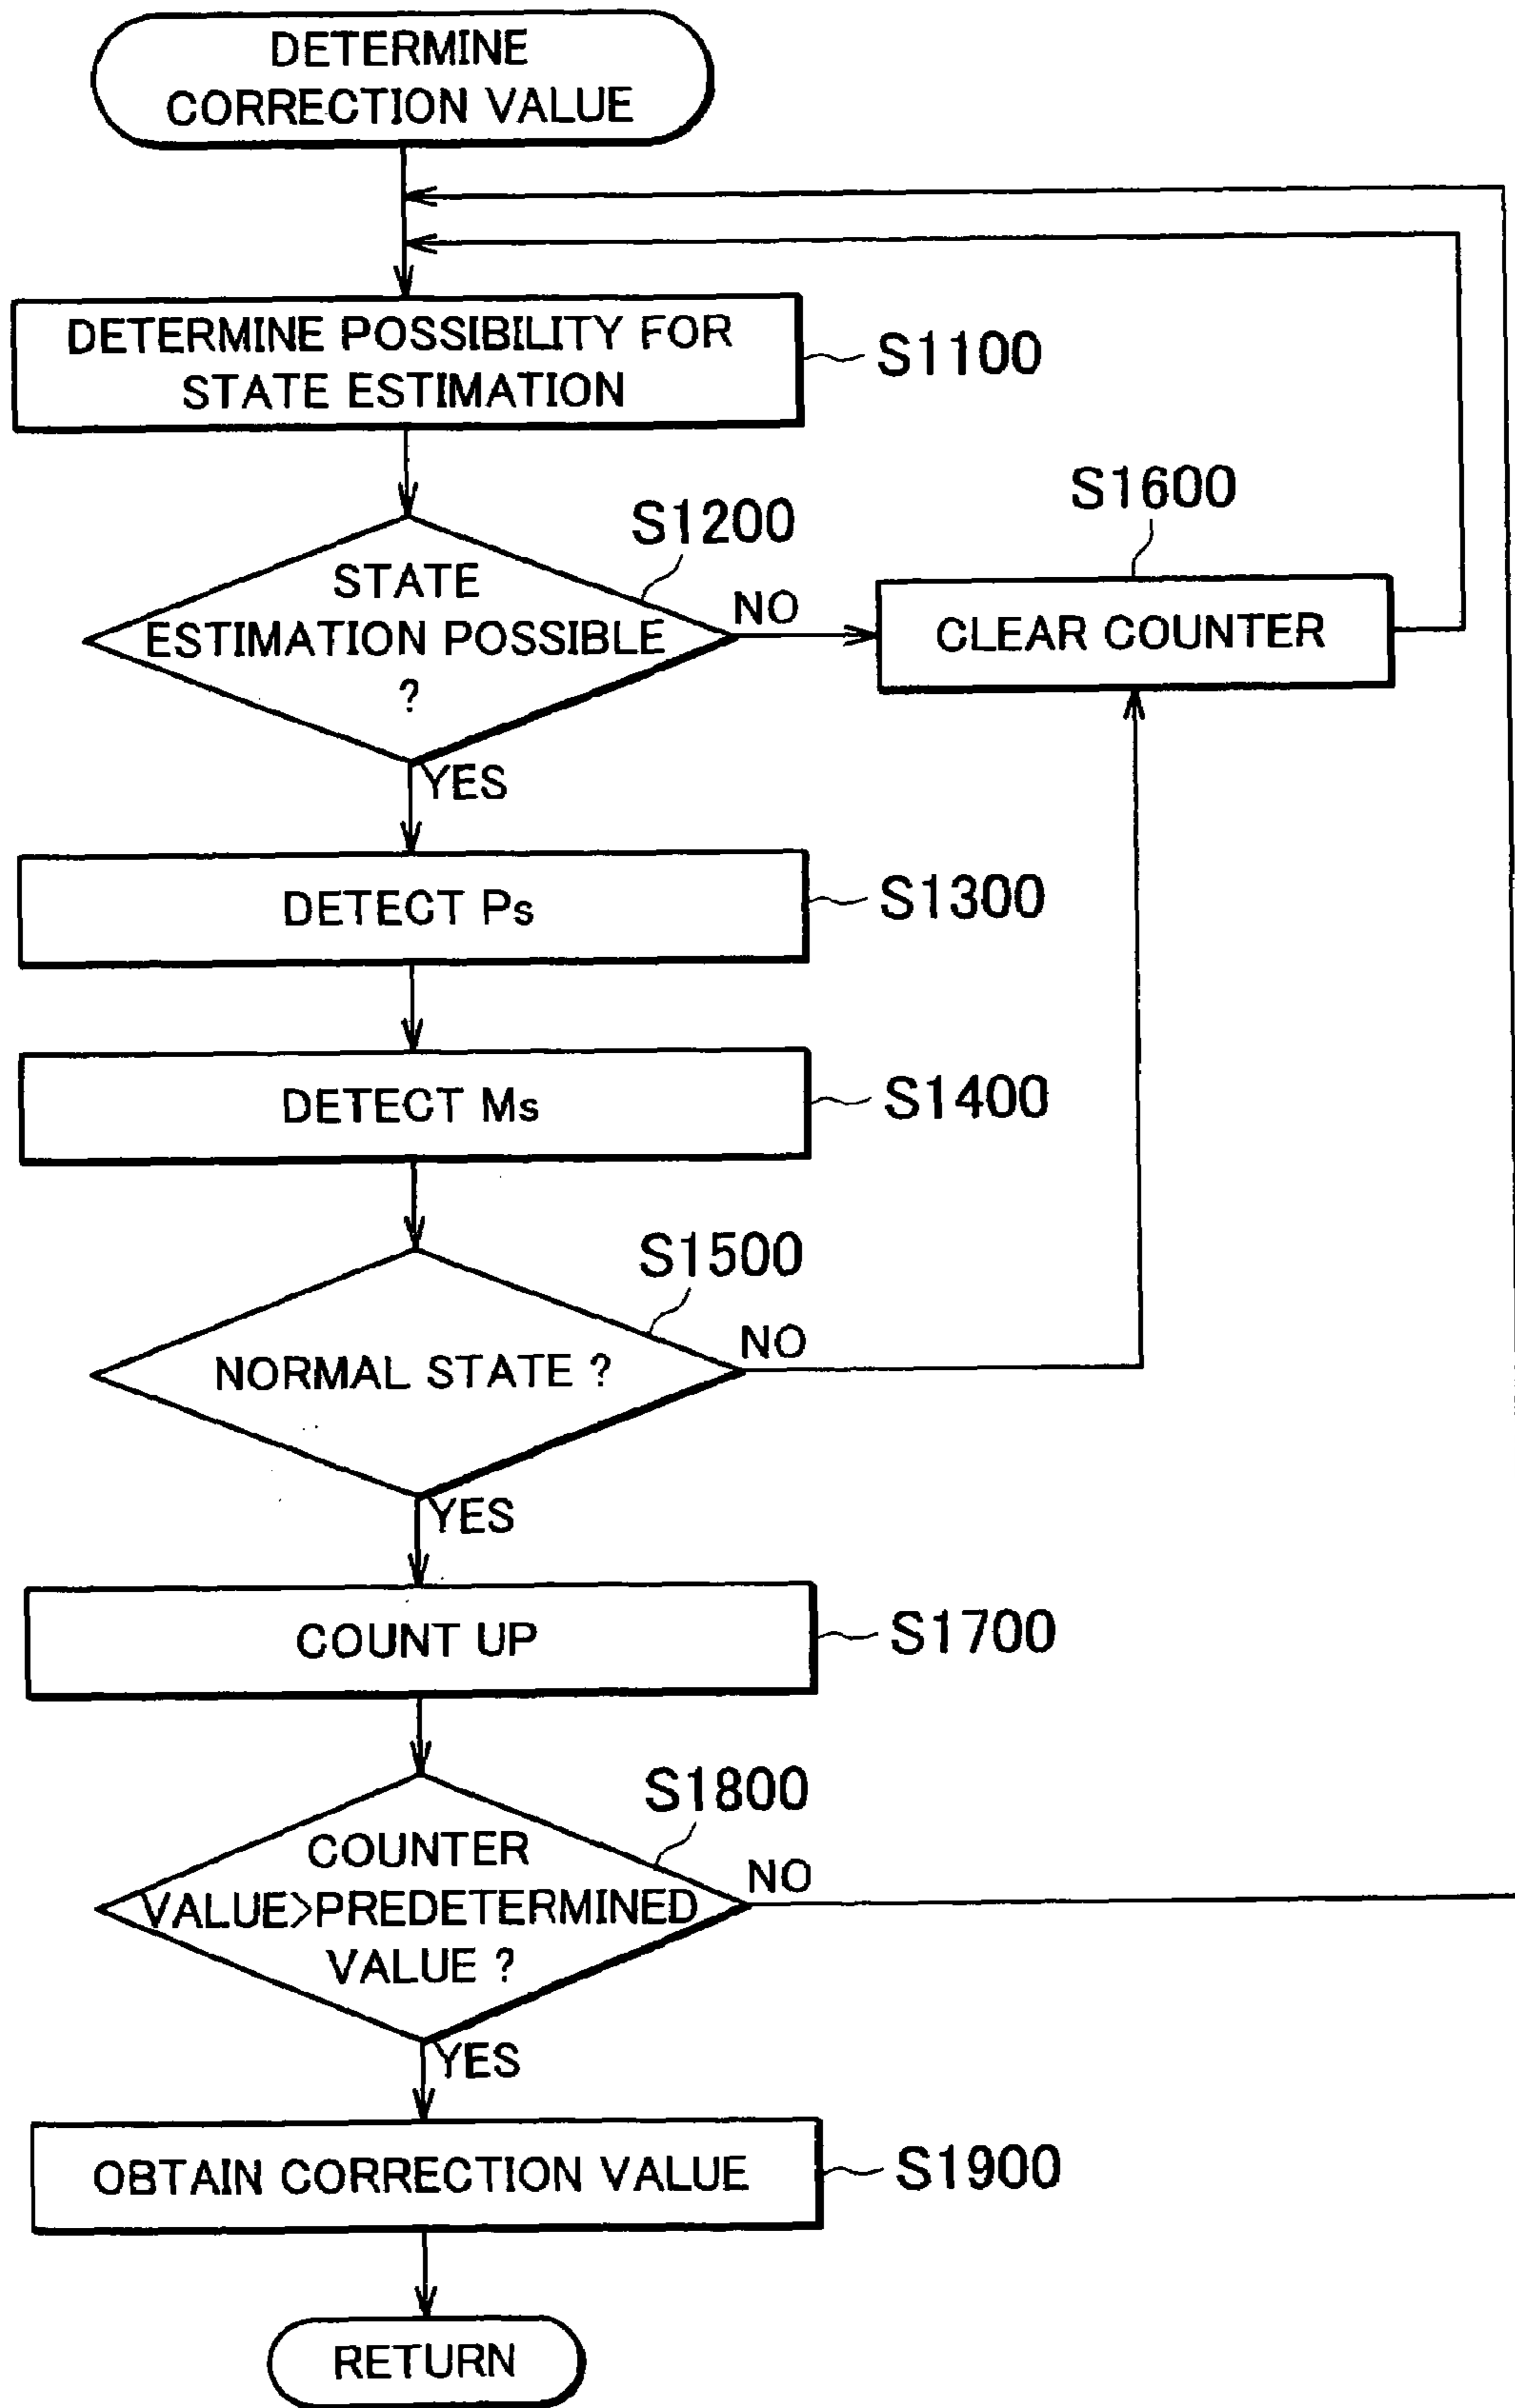 DETERMINE
CORRECTION VALUE
DETERMINE POSSIBILITY FOR
STATE ESTIMATION
S1100
S1200
STATE
ESTIMATION POSSIBLE
?
NO
YES
S1600
CLEAR COUNTER
DETECT Ps
S1300
DETECT Ms
S1400
S1500
NORMAL STATE ?
NO
YES
COUNT UP
S1700
S1800
COUNTER
VALUE>PREDETERMINED
VALUE ?
NO
YES
OBTAIN CORRECTION VALUE
S1900
RETURN